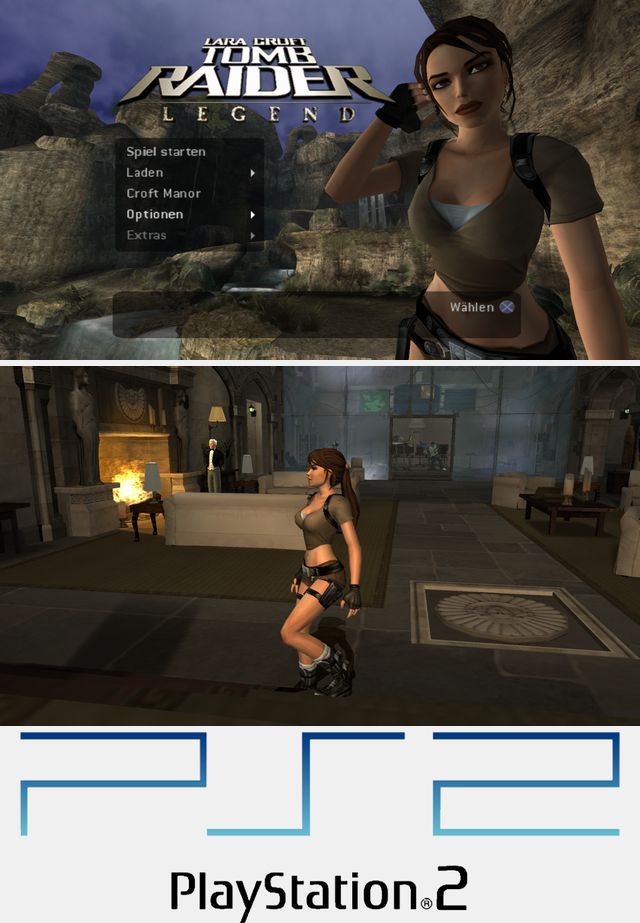 LARA CROFT
TOMB
RAIDER
LEGEND
Spiel starten
Laden
Croft Manor
Optionen
Extras
Wählen
PS2
PlayStation®2